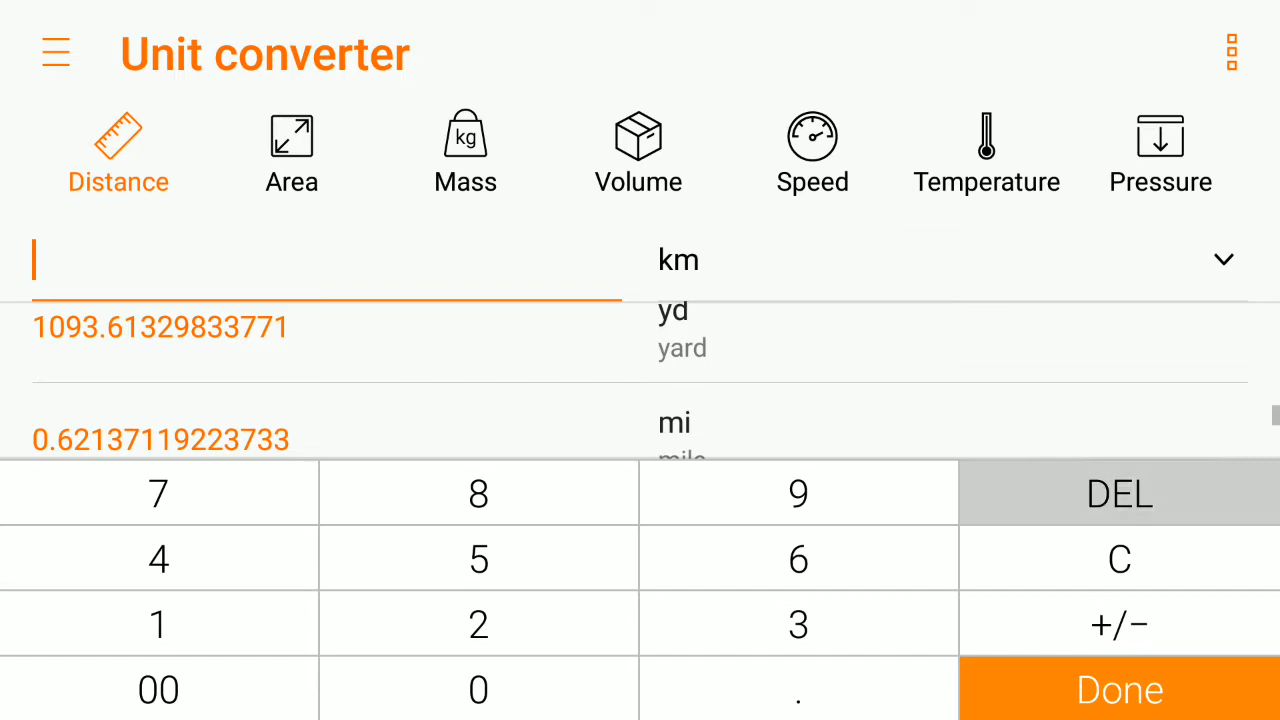 Unit converter
kg
Distance Area Mass Volume Speed Temperature Pressure
km
yd
1093.61329833771
yard
mi
0.62137119223733
mile
7 8 9 DEL
4 5 6 C
1 2 3 +/−
00 0 . Done